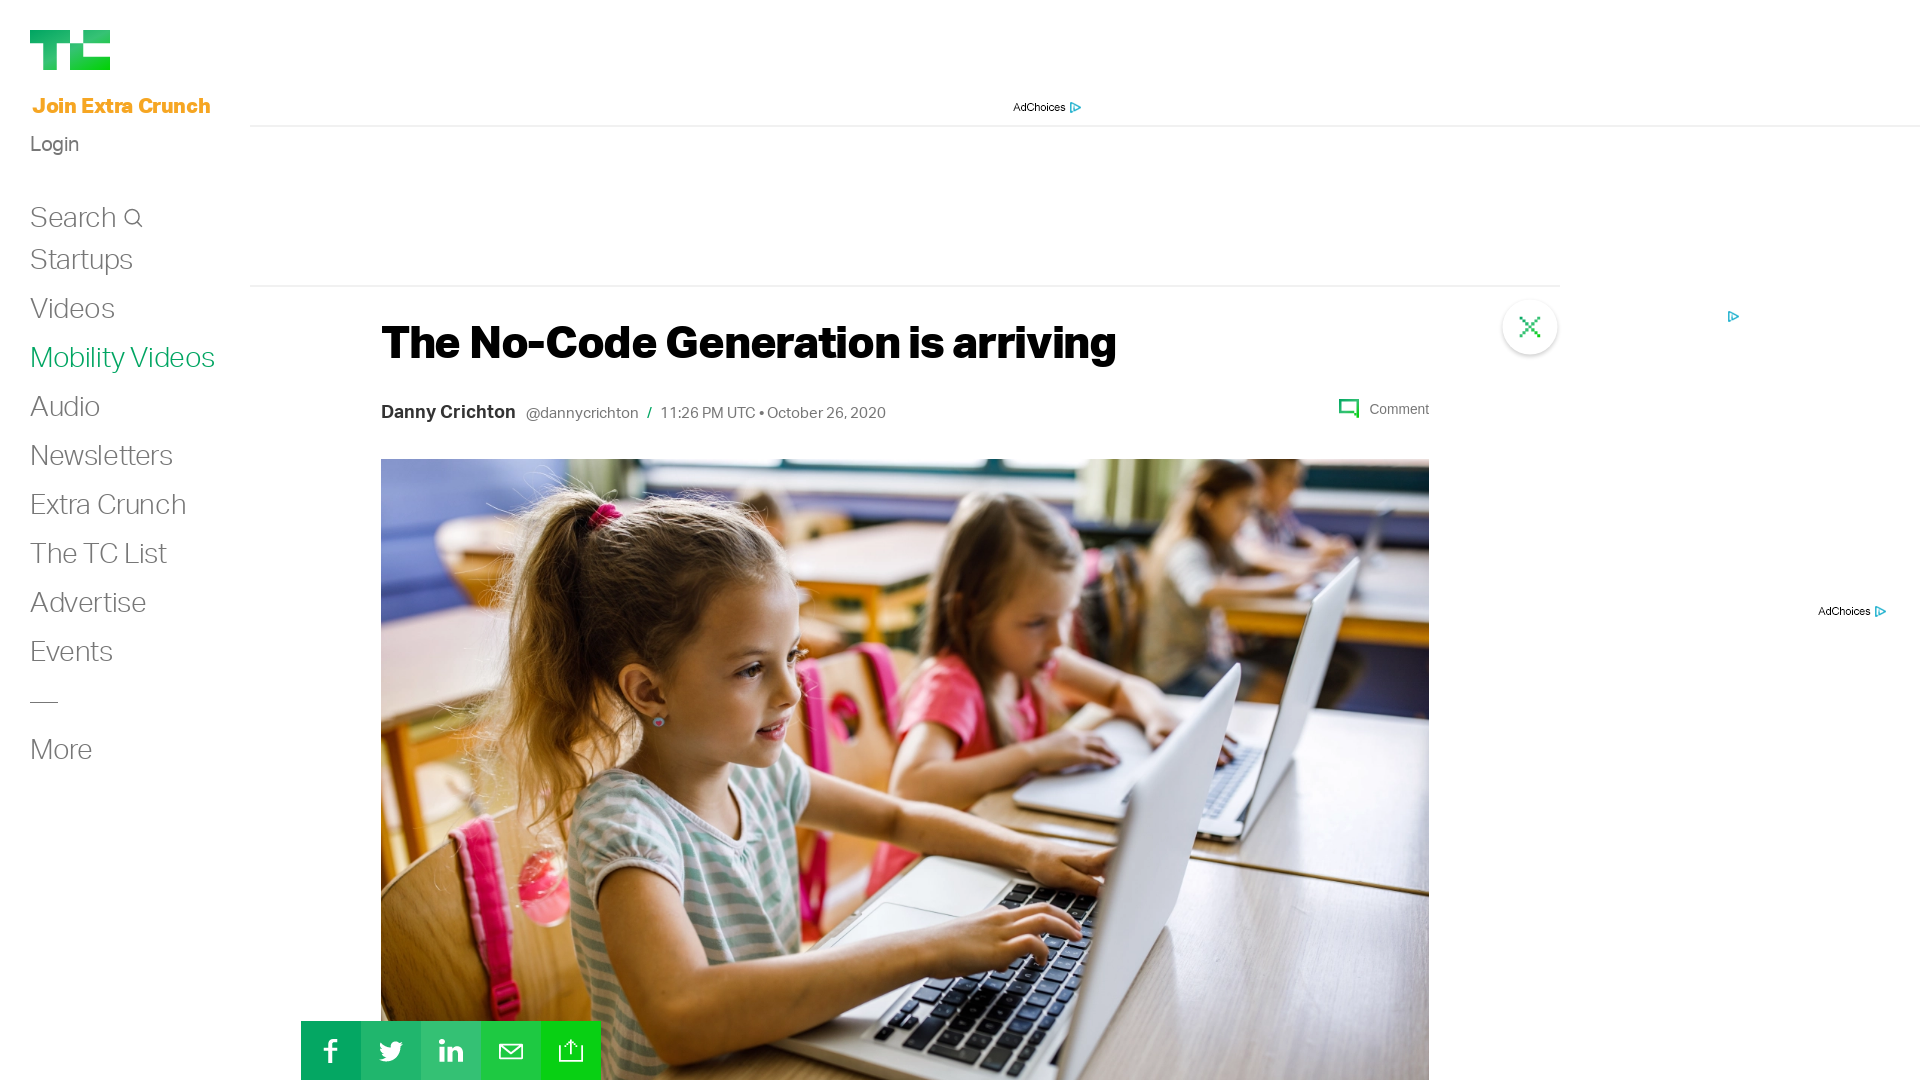 TC
Join Extra Crunch
Login
Search
Startups
Videos
Mobility Videos
Audio
Newsletters
Extra Crunch
The TC List
Advertise
Events
More
AdChoices
The No-Code Generation is arriving
Danny Crichton @dannycrichton / 11:26 PM UTC • October 26, 2020
Comment
AdChoices